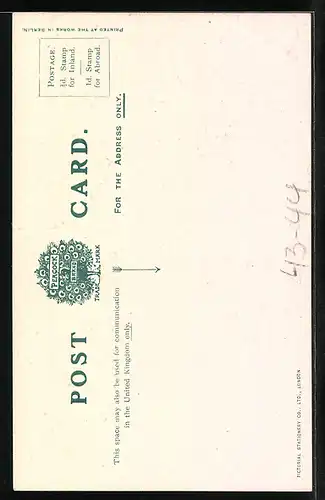 PRINTED AT THE WORKS IN BERLIN.
POSTAGE.
½d. Stamp
for Inland.
1d. Stamp
for Abroad.
POST CARD.
PEACOCK
BRAND
TRADE MARK
FOR THE ADDRESS ONLY.
This space may also be used for communication
in the United Kingdom only.
43-44
PICTORIAL STATIONERY CO., LTD., LONDON